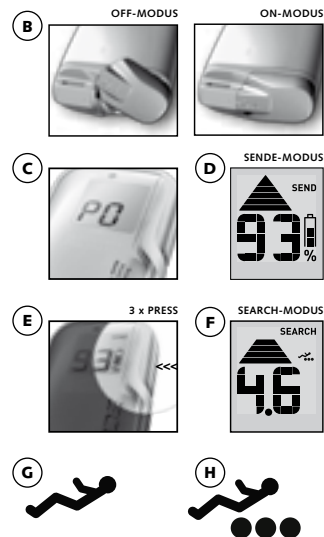 B OFF-MODUS ON-MODUS
C P0 D SENDE-MODUS
SEND
93
%
E 3 x PRESS F SEARCH-MODUS
93 <<< SEARCH
4.6
G H